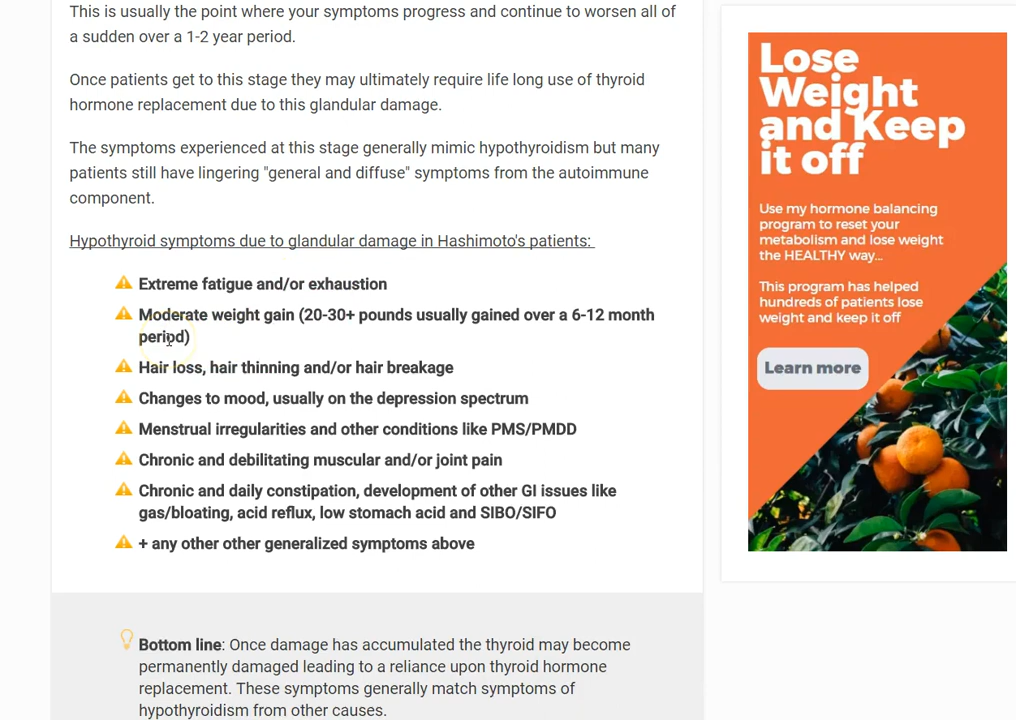 This is usually the point where your symptoms progress and continue to worsen all of
a sudden over a 1-2 year period.
Once patients get to this stage they may ultimately require life long use of thyroid
hormone replacement due to this glandular damage.
The symptoms experienced at this stage generally mimic hypothyroidism but many
patients still have lingering "general and diffuse" symptoms from the autoimmune
component.
Hypothyroid symptoms due to glandular damage in Hashimoto's patients:
Extreme fatigue and/or exhaustion
Moderate weight gain (20-30+ pounds usually gained over a 6-12 month
period)
Hair loss, hair thinning and/or hair breakage
Changes to mood, usually on the depression spectrum
Menstrual irregularities and other conditions like PMS/PMDD
Chronic and debilitating muscular and/or joint pain
Chronic and daily constipation, development of other GI issues like
gas/bloating, acid reflux, low stomach acid and SIBO/SIFO
+ any other other generalized symptoms above
Bottom line: Once damage has accumulated the thyroid may become
permanently damaged leading to a reliance upon thyroid hormone
replacement. These symptoms generally match symptoms of
hypothyroidism from other causes.
Lose
Weight
and Keep
it off
Use my hormone balancing
program to reset your
metabolism and lose weight
the HEALTHY way...
This program has helped
hundreds of patients lose
weight and keep it off
Learn more